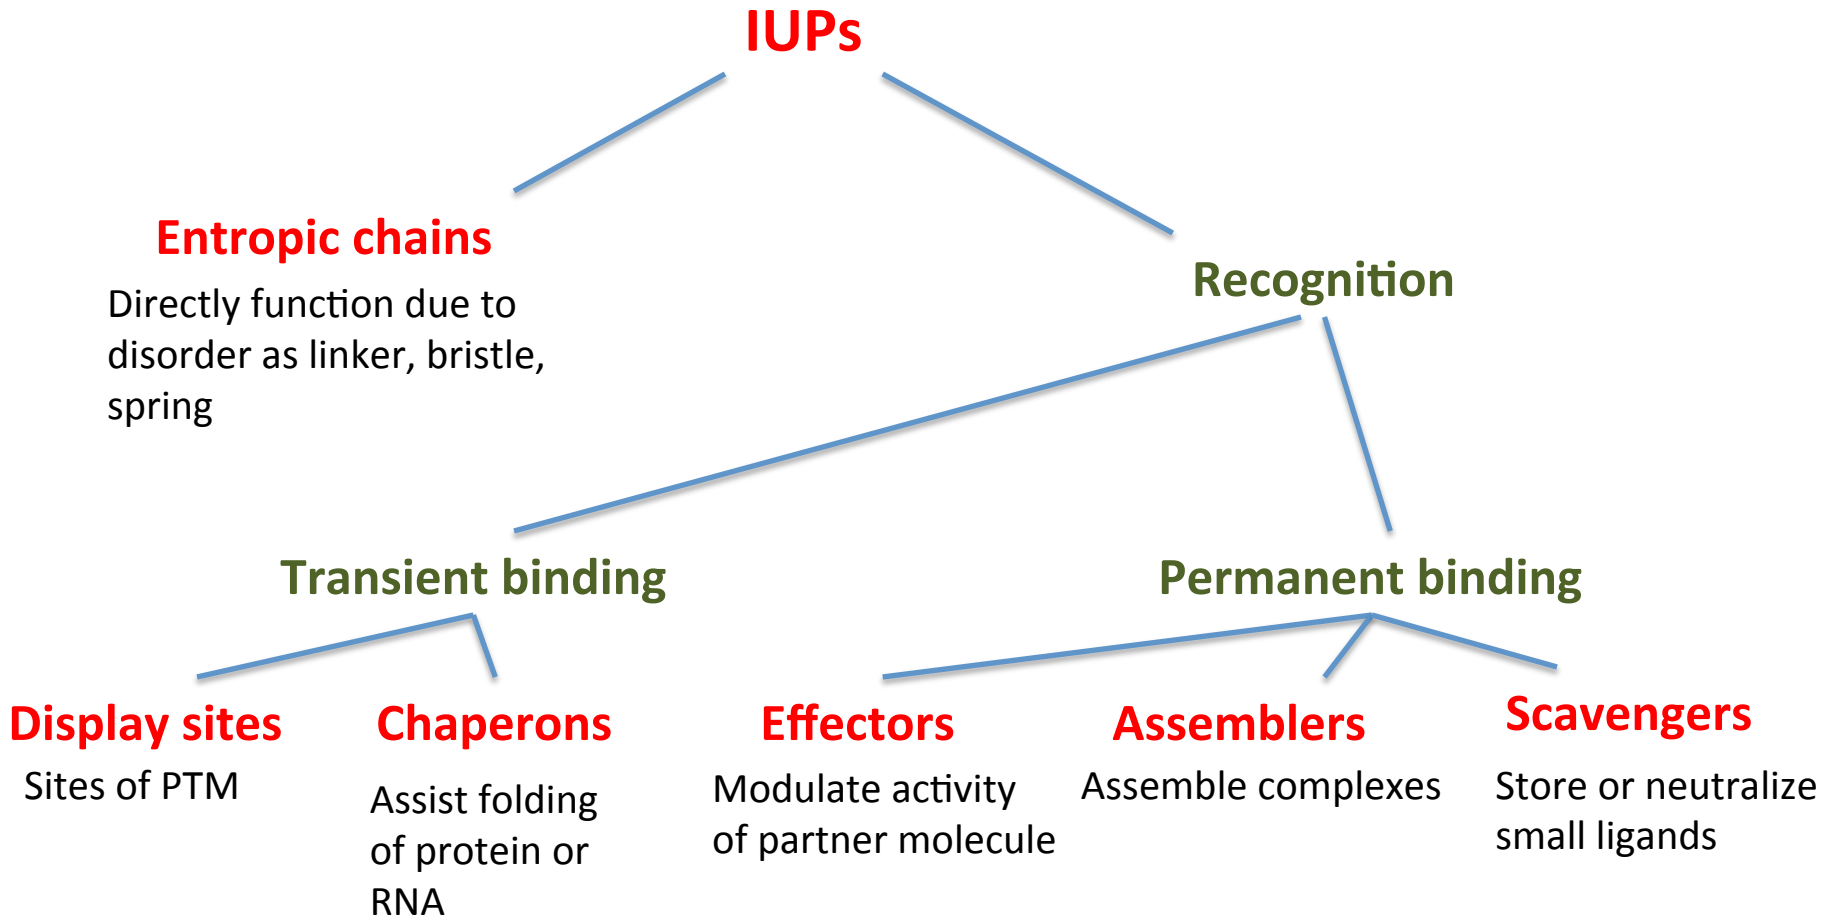 IUPs
Entropic chains
Directly function due to
disorder as linker, bristle,
spring
Recognition
Transient binding
Permanent binding
Display sites
Sites of PTM
Chaperons
Assist folding
of protein or
RNA
Effectors
Modulate activity
of partner molecule
Assemblers
Assemble complexes
Scavengers
Store or neutralize
small ligands